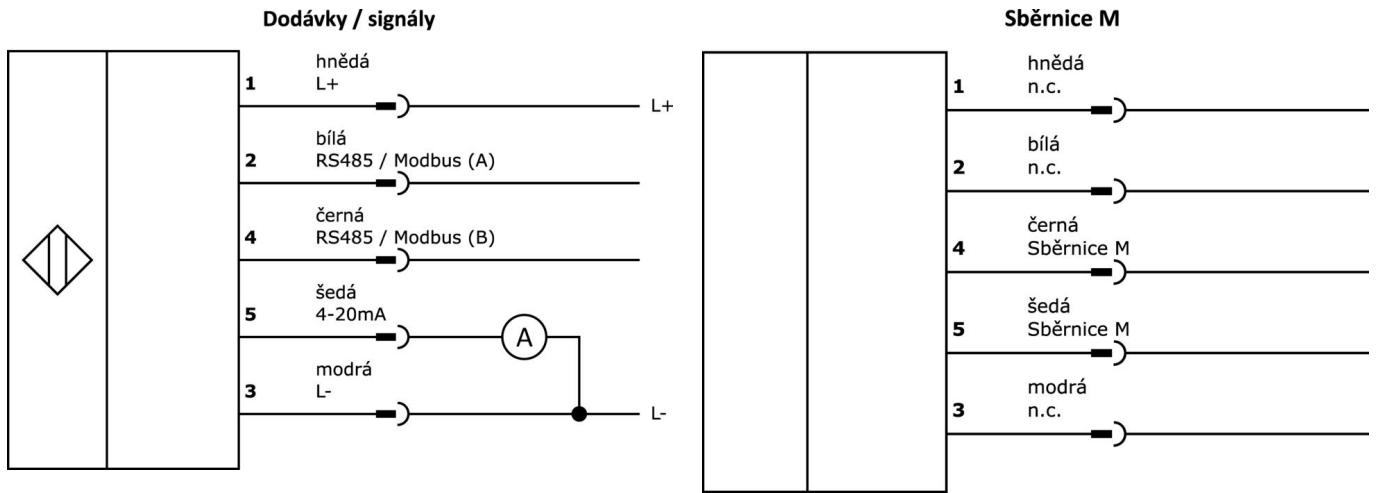 Dodávky / signály
hnědá
1 L+
L+
bílá
2 RS485 / Modbus (A)
černá
4 RS485 / Modbus (B)
šedá
5 4-20mA
A
modrá
3 L-
L-
Sběrnice M
hnědá
1 n.c.
bílá
2 n.c.
černá
4 Sběrnice M
šedá
5 Sběrnice M
modrá
3 n.c.